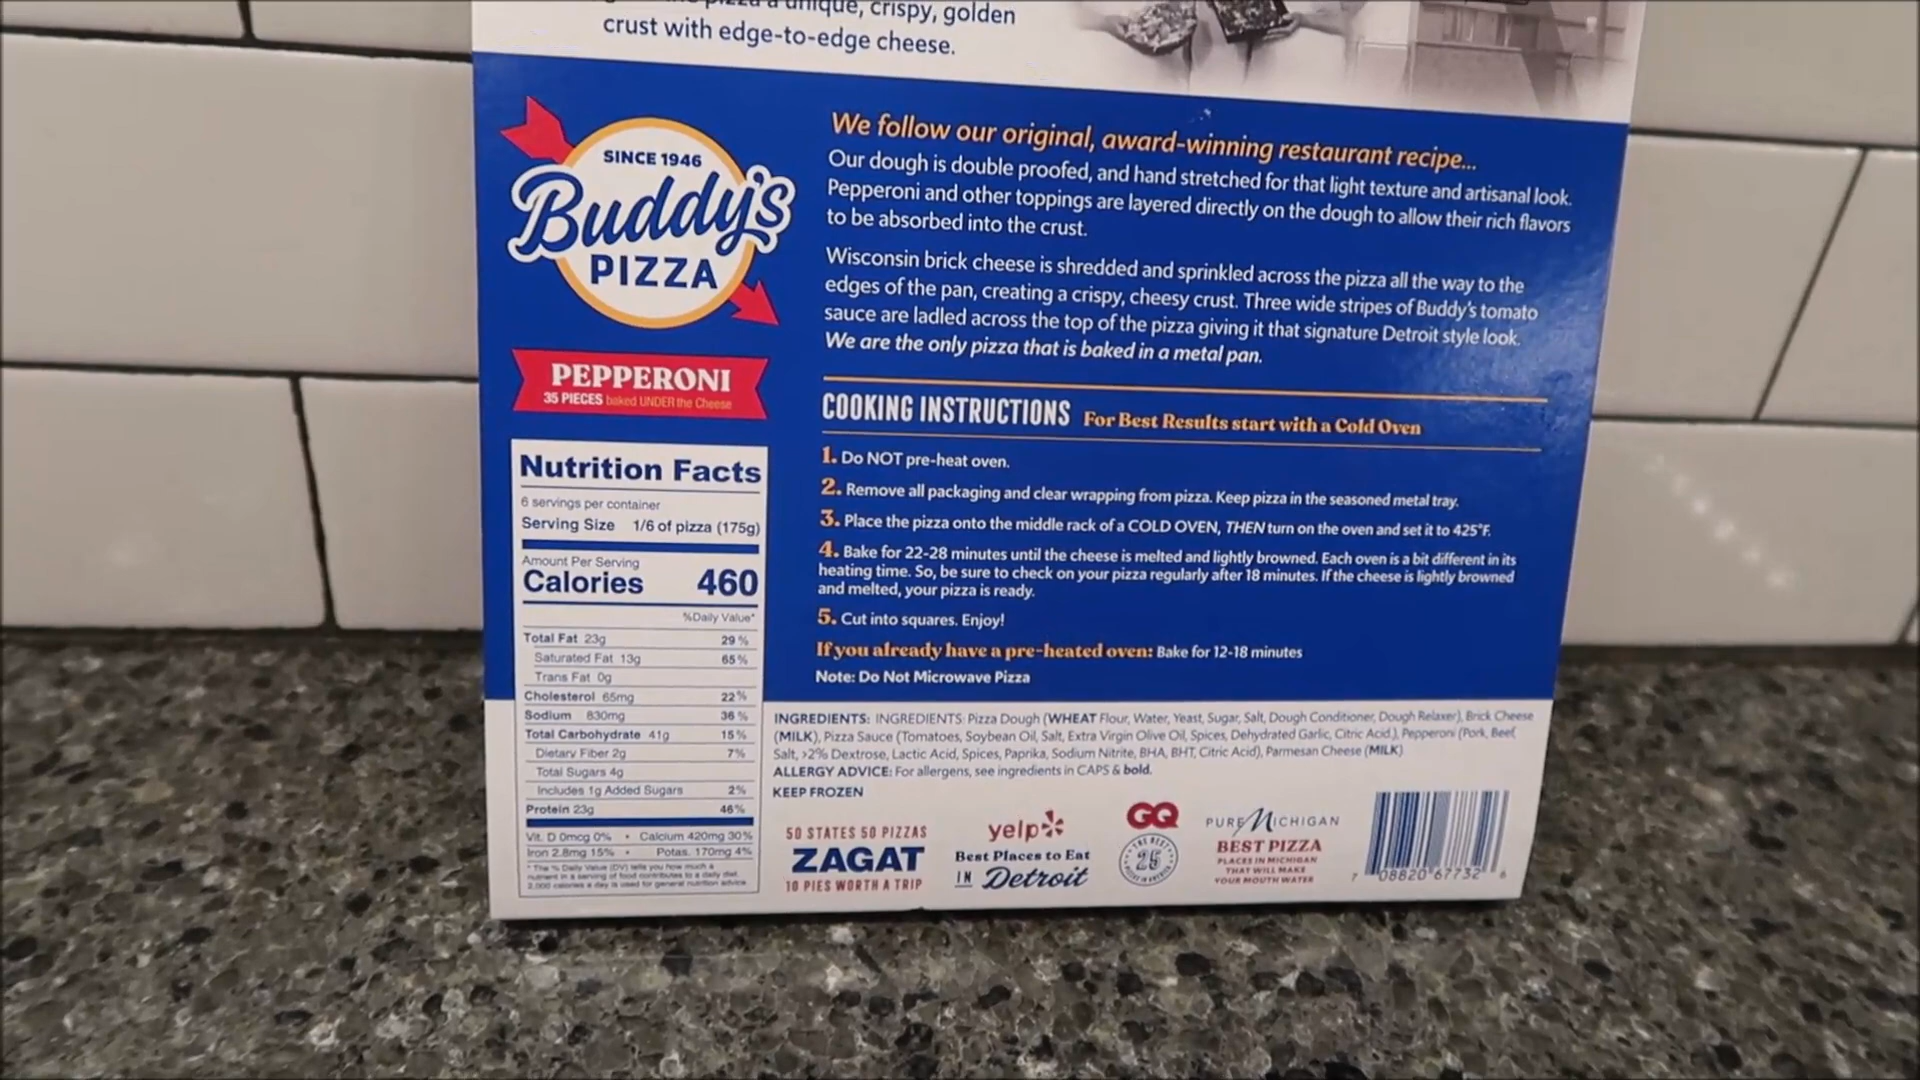 pizza a unique, crispy, golden
crust with edge-to-edge cheese.
SINCE 1946
Buddy's
PIZZA
PEPPERONI
35 PIECES baked UNDER the Cheese
We follow our original, award-winning restaurant recipe...
Our dough is double proofed, and hand stretched for that light texture and artisanal look.
Pepperoni and other toppings are layered directly on the dough to allow their rich flavors
to be absorbed into the crust.
Wisconsin brick cheese is shredded and sprinkled across the pizza all the way to the
edges of the pan, creating a crispy, cheesy crust. Three wide stripes of Buddy's tomato
sauce are ladled across the top of the pizza giving it that signature Detroit style look.
We are the only pizza that is baked in a metal pan.
COOKING INSTRUCTIONS For Best Results start with a Cold Oven
1. Do NOT pre-heat oven.
2. Remove all packaging and clear wrapping from pizza. Keep pizza in the seasoned metal tray.
3. Place the pizza onto the middle rack of a COLD OVEN, THEN turn on the oven and set it to 425°F.
4. Bake for 22-28 minutes until the cheese is melted and lightly browned. Each oven is a bit different in its
heating time. So, be sure to check on your pizza regularly after 18 minutes. If the cheese is lightly browned
and melted, your pizza is ready.
5. Cut into squares. Enjoy!
If you already have a pre-heated oven: Bake for 12-18 minutes
Note: Do Not Microwave Pizza
Nutrition Facts
6 servings per container
Serving Size 1/6 of pizza (175g)
Amount Per Serving
Calories 460
%Daily Value*
Total Fat 23g 29%
Saturated Fat 13g 65%
Trans Fat 0g
Cholesterol 65mg 22%
Sodium 830mg 36%
Total Carbohydrate 41g 15%
Dietary Fiber 2g 7%
Total Sugars 4g
Includes 1g Added Sugars 2%
Protein 23g 46%
Vit. D 0mcg 0% • Calcium 420mg 30%
Iron 2.8mg 15% • Potas. 170mg 4%
* The % Daily Value (DV) tells you how much a
nutrient in a serving of food contributes to a daily diet.
2,000 calories a day is used for general nutrition advice.
INGREDIENTS: INGREDIENTS: Pizza Dough (WHEAT Flour, Water, Yeast, Sugar, Salt, Dough Conditioner, Dough Relaxer), Brick Cheese
(MILK), Pizza Sauce (Tomatoes, Soybean Oil, Salt, Extra Virgin Olive Oil, Spices, Dehydrated Garlic, Citric Acid.), Pepperoni (Pork, Beef,
Salt, >2% Dextrose, Lactic Acid, Spices, Paprika, Sodium Nitrite, BHA, BHT, Citric Acid), Parmesan Cheese (MILK)
ALLERGY ADVICE: For allergens, see ingredients in CAPS & bold.
KEEP FROZEN
50 STATES 50 PIZZAS
ZAGAT
10 PIES WORTH A TRIP
yelp
Best Places to Eat
IN Detroit
GQ
THE BEST
25
PURE MICHIGAN
BEST PIZZA
PLACES IN MICHIGAN
THAT WILL MAKE
YOUR MOUTH WATER
7 08820 67732 6